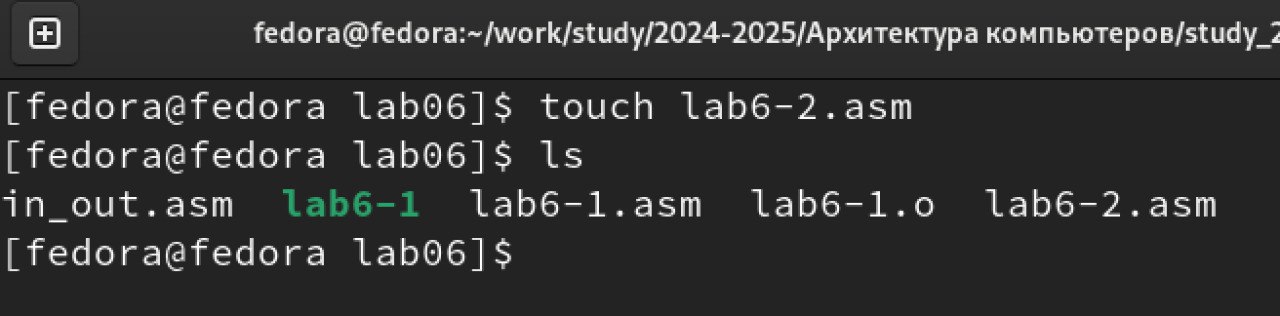 fedora@fedora:~/work/study/2024-2025/Архитектура компьютеров/study_2
[fedora@fedora lab06]$ touch lab6-2.asm
[fedora@fedora lab06]$ ls
in_out.asm lab6-1 lab6-1.asm lab6-1.o lab6-2.asm
[fedora@fedora lab06]$